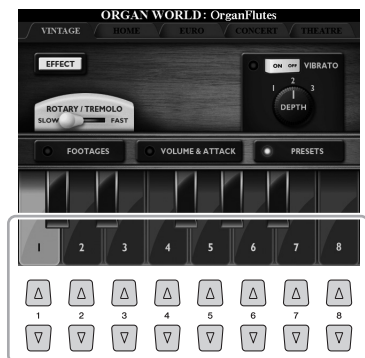 ORGAN WORLD : OrganFlutes
VINTAGE HOME EURO CONCERT THEATRE
EFFECT
ON OFF VIBRATO
1 2 3
DEPTH
ROTARY / TREMOLO
SLOW FAST
FOOTAGES VOLUME & ATTACK PRESETS
1 2 3 4 5 6 7 8
1 2 3 4 5 6 7 8